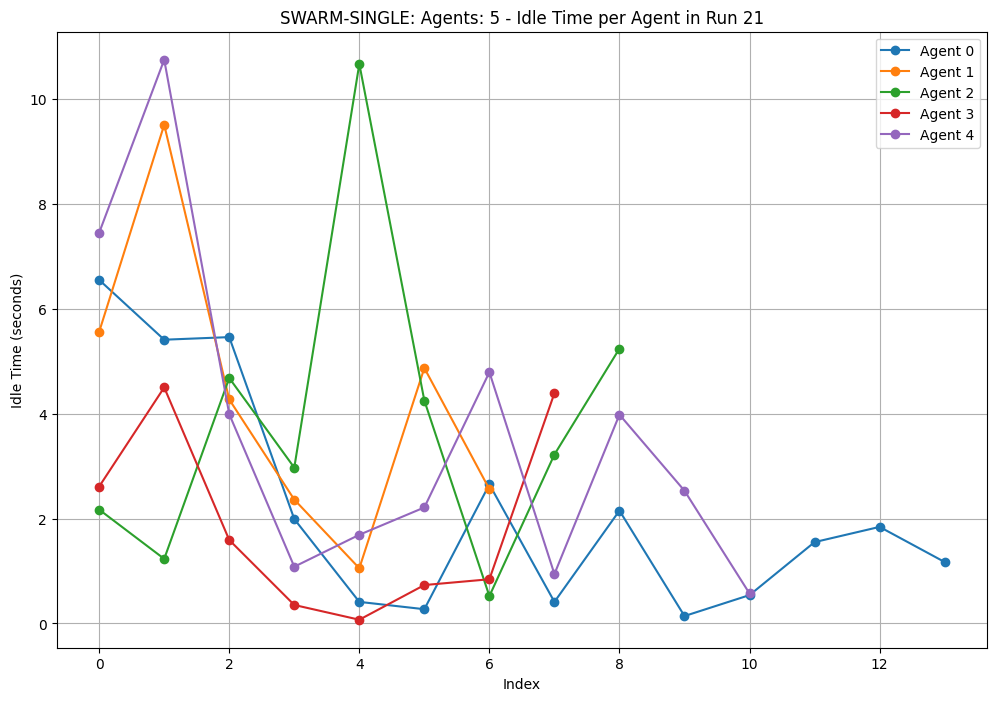 SWARM-SINGLE: Agents: 5 - Idle Time per Agent in Run 21
Agent 0
Agent 1
Agent 2
Agent 3
Agent 4
Idle Time (seconds)
10
8
6
4
2
0
0 2 4 6 8 10 12
Index